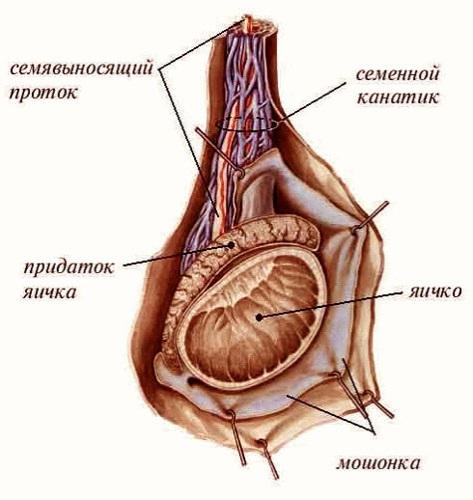 семявыносящий
проток
семенной
канатик
придаток
яичка
яичко
мошонка